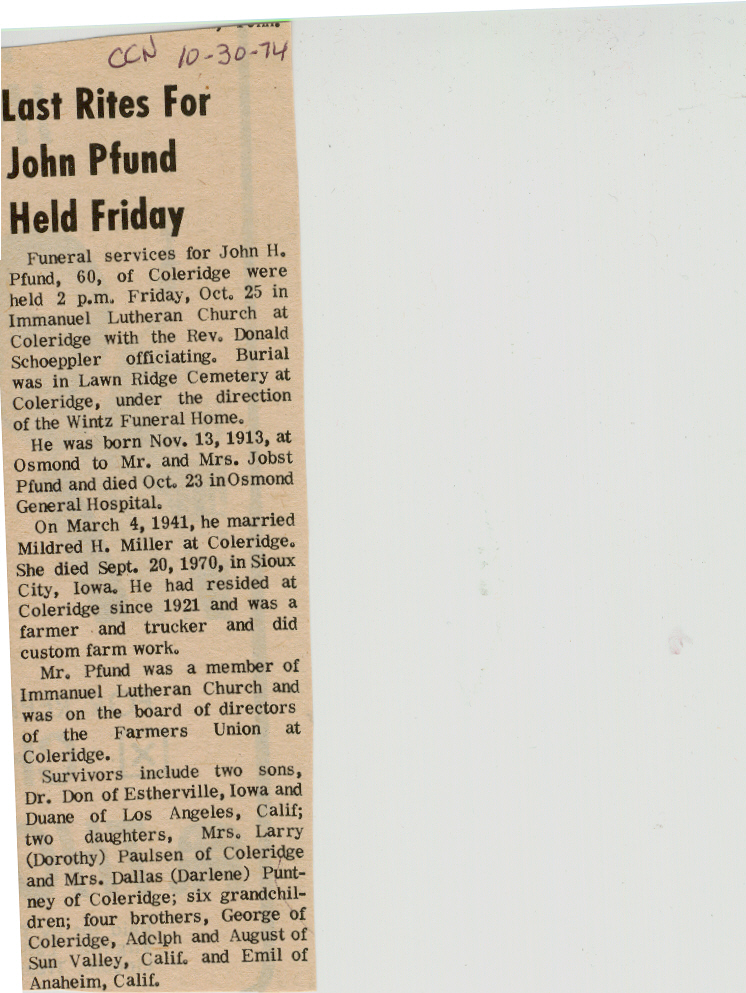 CCN 10-30-74
Last Rites For
John Pfund
Held Friday
Funeral services for John H.
Pfund, 60, of Coleridge were
held 2 p.m. Friday, Oct. 25 in
Immanuel Lutheran Church at
Coleridge with the Rev. Donald
Schoeppler officiating. Burial
was in Lawn Ridge Cemetery at
Coleridge, under the direction
of the Wintz Funeral Home.
He was born Nov. 13, 1913, at
Osmond to Mr. and Mrs. Jobst
Pfund and died Oct. 23 in Osmond
General Hospital.
On March 4, 1941, he married
Mildred H. Miller at Coleridge.
She died Sept. 20, 1970, in Sioux
City, Iowa. He had resided at
Coleridge since 1921 and was a
farmer and trucker and did
custom farm work.
Mr. Pfund was a member of
Immanuel Lutheran Church and
was on the board of directors
of the Farmers Union at
Coleridge.
Survivors include two sons,
Dr. Don of Estherville, Iowa and
Duane of Los Angeles, Calif;
two daughters, Mrs. Larry
(Dorothy) Paulsen of Coleridge
and Mrs. Dallas (Darlene) Punt-
ney of Coleridge; six grandchil-
dren; four brothers, George of
Coleridge, Adolph and August of
Sun Valley, Calif. and Emil of
Anaheim, Calif.